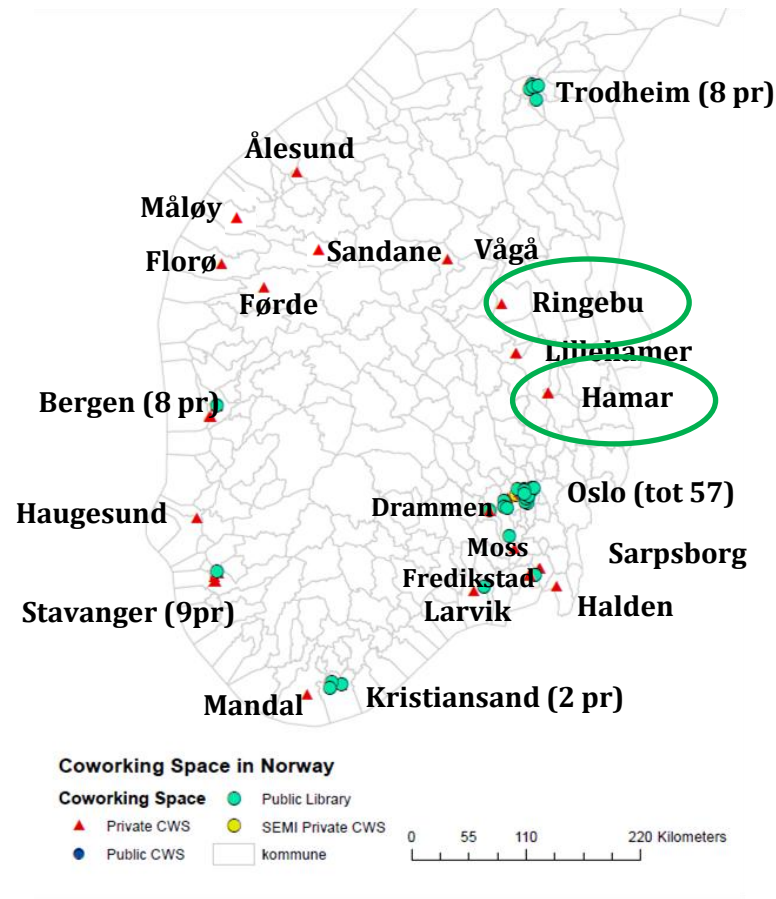 Trodheim (8 pr)
Ålesund
Måløy
Sandane
Vågå
Florø
Førde
Ringebu
Lillehamer
Bergen (8 pr)
Hamar
Oslo (tot 57)
Drammen
Haugesund
Moss
Sarpsborg
Fredikstad
Stavanger (9pr)
Larvik
Halden
Mandal
Kristiansand (2 pr)
Coworking Space in Norway
Coworking Space
Public Library
Private CWS
SEMI Private CWS
Public CWS
kommune
0 55 110 220 Kilometers